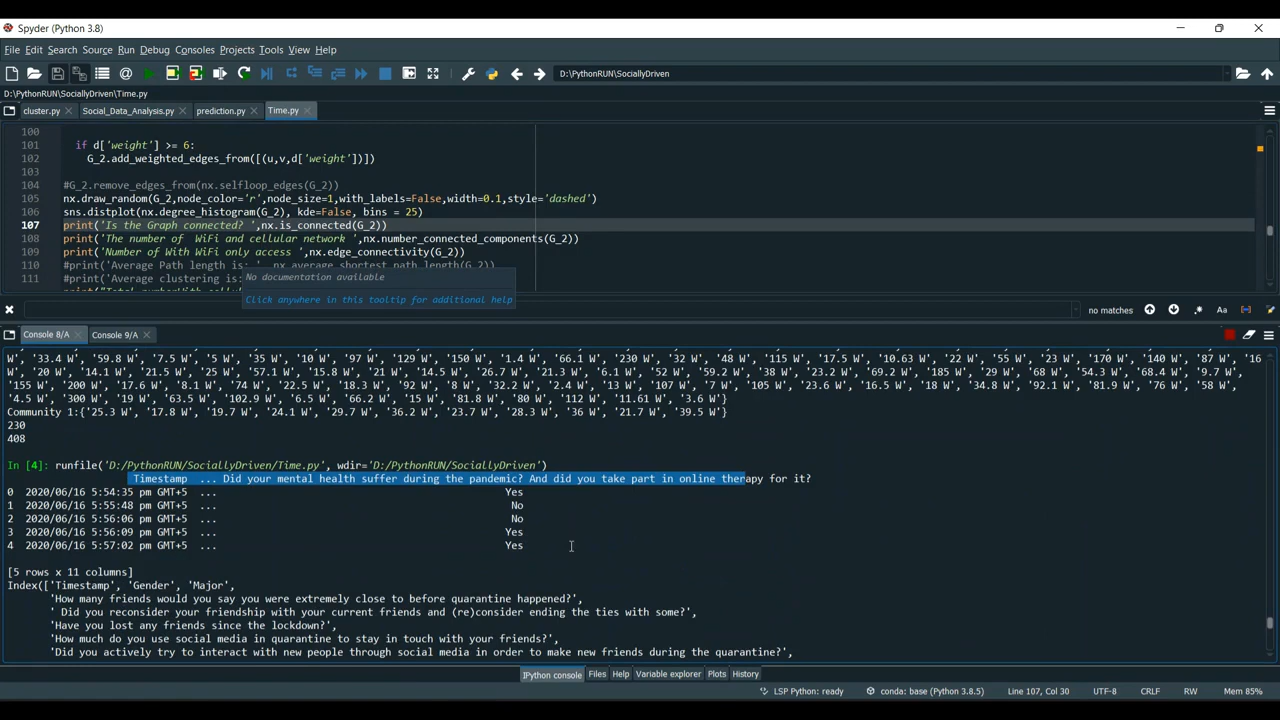 Spyder (Python 3.8)
File Edit Search Source Run Debug Consoles Projects Tools View Help
D:\PythonRUN\SociallyDriven
D:\PythonRUN\SociallyDriven\Time.py
cluster.py Social_Data_Analysis.py prediction.py Time.py
100
101 if d['weight'] >= 6:
102 G_2.add_weighted_edges_from([(u,v,d['weight'])])
103
104 #G_2.remove_edges_from(nx.selfloop_edges(G_2))
105 nx.draw_random(G_2,node_color='r',node_size=1,with_labels=False,width=0.1,style='dashed')
106 sns.distplot(nx.degree_histogram(G_2), kde=False, bins = 25)
107 print('Is the Graph connected? ',nx.is_connected(G_2))
108 print('The number of  WiFi and cellular network ',nx.number_connected_components(G_2))
109 print('Number of With WiFi only access ',nx.edge_connectivity(G_2))
110 #print('Average Path length is: ', nx.average_shortest_path_length(G_2))
111 #print('Average clustering is:
No documentation available
Click anywhere in this tooltip for additional help
no matches
Aa
Console 8/A Console 9/A
W', '33.4 W', '59.8 W', '7.5 W', '5 W', '35 W', '10 W', '97 W', '129 W', '150 W', '1.4 W', '66.1 W', '230 W', '32 W', '48 W', '115 W', '17.5 W', '10.63 W', '22 W', '55 W', '23 W', '170 W', '140 W', '87 W', '16
W', '20 W', '14.1 W', '21.5 W', '25 W', '57.1 W', '15.8 W', '21 W', '14.5 W', '26.7 W', '21.3 W', '6.1 W', '52 W', '59.2 W', '38 W', '23.2 W', '69.2 W', '185 W', '29 W', '68 W', '54.3 W', '68.4 W', '9.7 W',
'155 W', '200 W', '17.6 W', '8.1 W', '74 W', '22.5 W', '18.3 W', '92 W', '8 W', '32.2 W', '2.4 W', '13 W', '107 W', '7 W', '105 W', '23.6 W', '16.5 W', '18 W', '34.8 W', '92.1 W', '81.9 W', '76 W', '58 W',
'4.5 W', '300 W', '19 W', '63.5 W', '102.9 W', '6.5 W', '66.2 W', '15 W', '81.8 W', '80 W', '112 W', '11.61 W', '3.6 W'}
Community 1:{'25.3 W', '17.8 W', '19.7 W', '24.1 W', '29.7 W', '36.2 W', '23.7 W', '28.3 W', '36 W', '21.7 W', '39.5 W'}
230
408
In [4]: runfile('D:/PythonRUN/SociallyDriven/Time.py', wdir='D:/PythonRUN/SociallyDriven')
Timestamp ... Did your mental health suffer during the pandemic? And did you take part in online therapy for it?
0 2020/06/16 5:54:35 pm GMT+5 ... Yes
1 2020/06/16 5:55:48 pm GMT+5 ... No
2 2020/06/16 5:56:06 pm GMT+5 ... No
3 2020/06/16 5:56:09 pm GMT+5 ... Yes
4 2020/06/16 5:57:02 pm GMT+5 ... Yes
[5 rows x 11 columns]
Index(['Timestamp', 'Gender', 'Major',
'How many friends would you say you were extremely close to before quarantine happened?',
' Did you reconsider your friendship with your current friends and (re)consider ending the ties with some?',
'Have you lost any friends since the lockdown?',
'How much do you use social media in quarantine to stay in touch with your friends?',
'Did you actively try to interact with new people through social media in order to make new friends during the quarantine?',
IPython console Files Help Variable explorer Plots History
LSP Python: ready conda: base (Python 3.8.5) Line 107, Col 30 UTF-8 CRLF RW Mem 85%